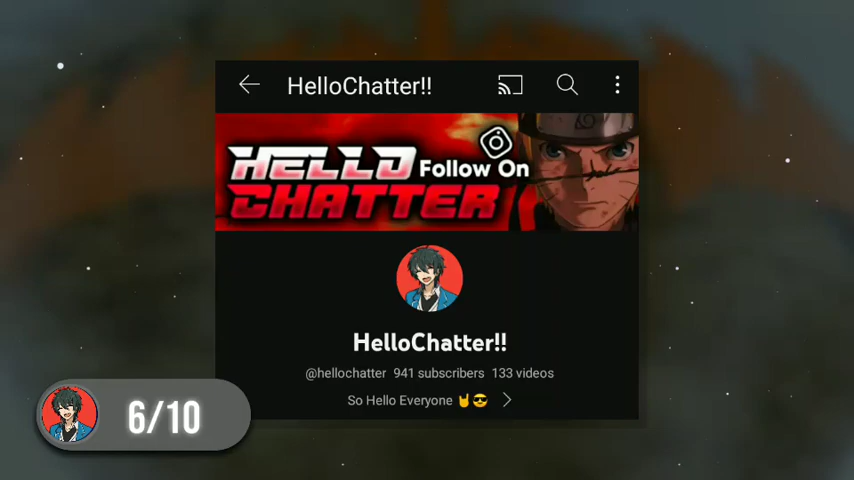 HelloChatter!!
HELLO
CHATTER
Follow On
HelloChatter!!
@hellochatter 941 subscribers 133 videos
So Hello Everyone 🤘😎
6/10